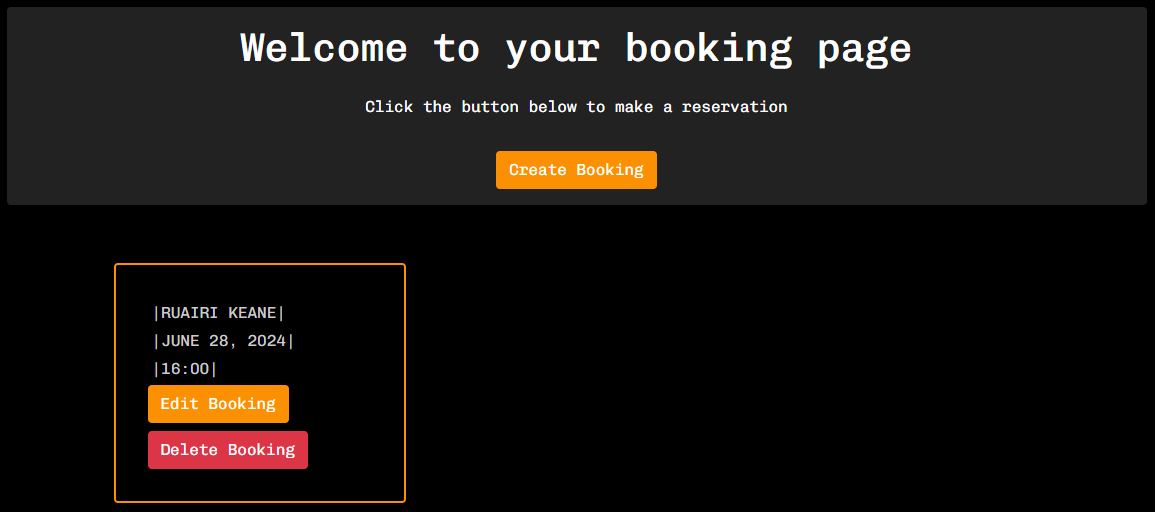 Welcome to your booking page
Click the button below to make a reservation
Create Booking
|RUAIRI KEANE|
|JUNE 28, 2024|
|16:00|
Edit Booking
Delete Booking